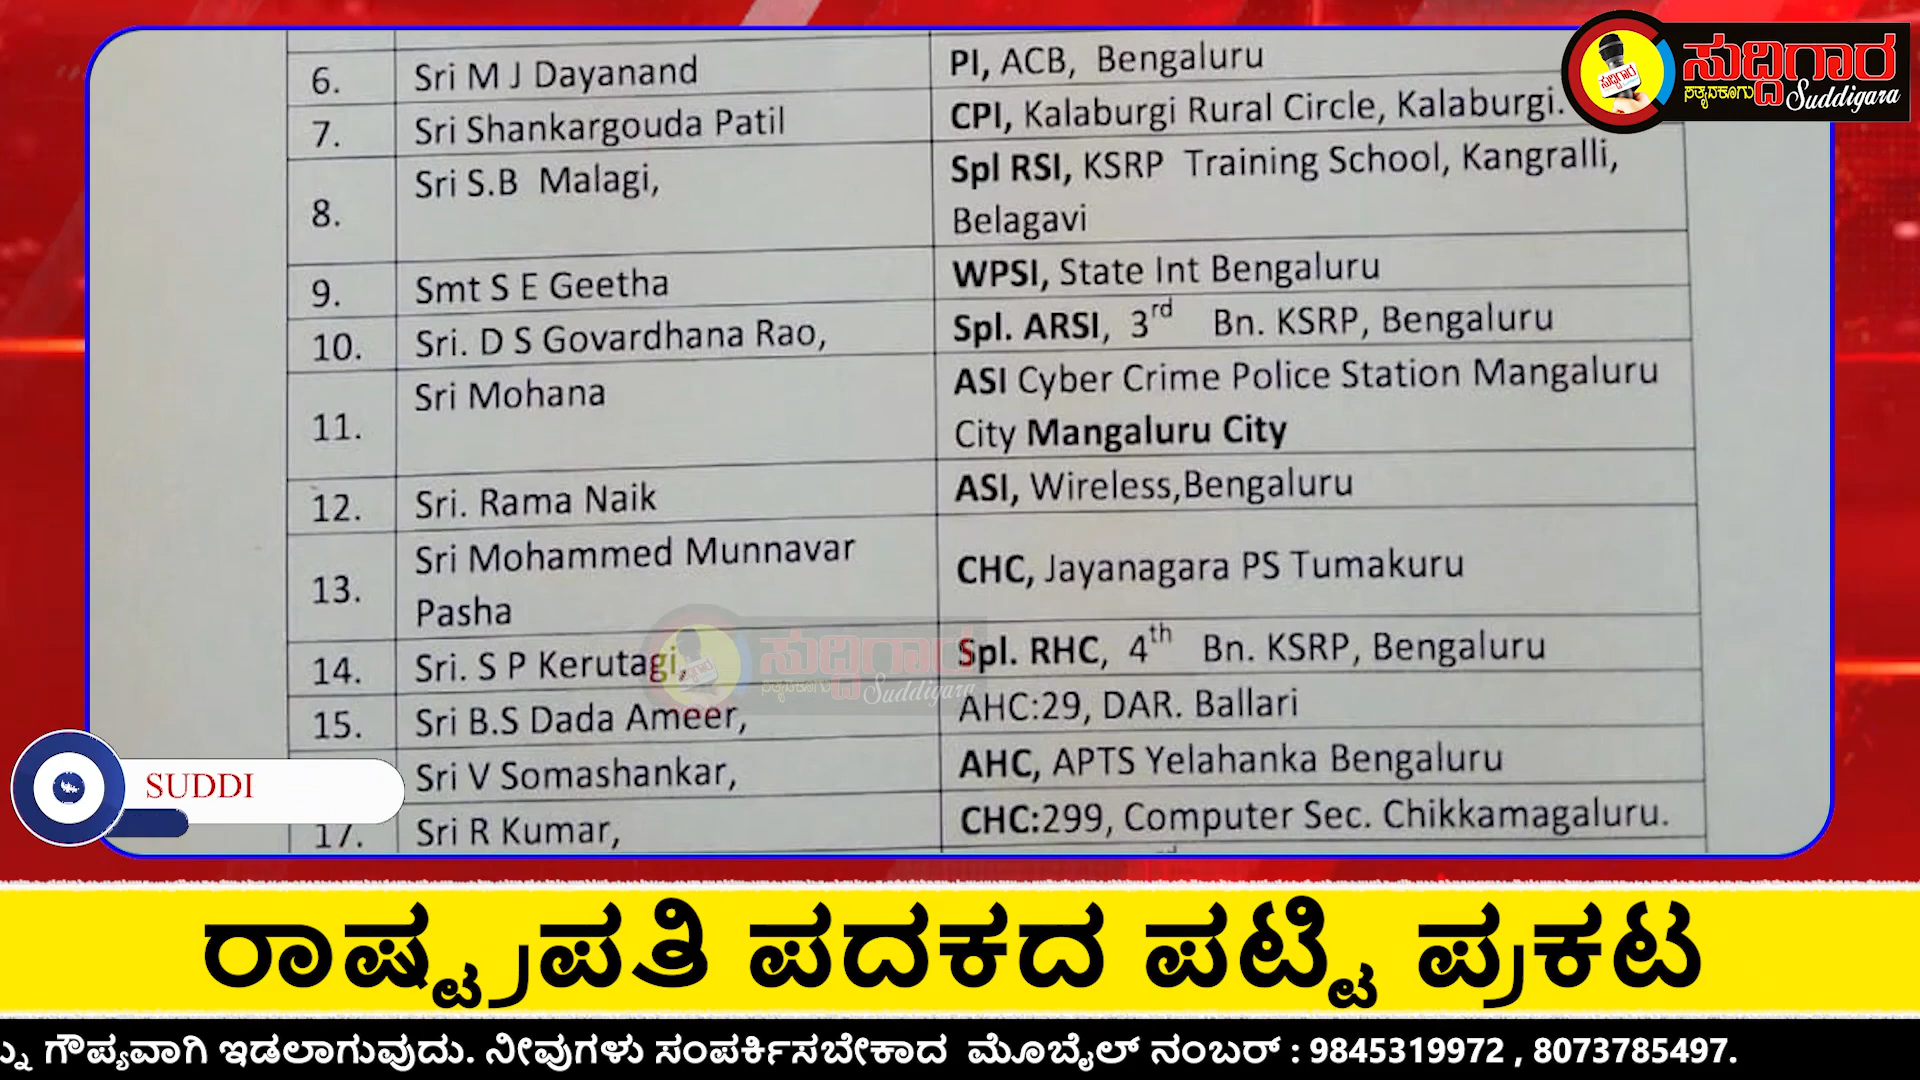 6. Sri M J Dayanand PI, ACB, Bengaluru
7. Sri Shankargouda Patil CPI, Kalaburgi Rural Circle, Kalaburgi.
8. Sri S.B Malagi, Spl RSI, KSRP Training School, Kangralli,
Belagavi
9. Smt S E Geetha WPSI, State Int Bengaluru
10. Sri. D S Govardhana Rao, Spl. ARSI, 3rd Bn. KSRP, Bengaluru
11. Sri Mohana ASI Cyber Crime Police Station Mangaluru
City Mangaluru City
12. Sri. Rama Naik ASI, Wireless,Bengaluru
13. Sri Mohammed Munnavar
Pasha CHC, Jayanagara PS Tumakuru
14. Sri. S P Kerutagi, Spl. RHC, 4th Bn. KSRP, Bengaluru
15. Sri B.S Dada Ameer, AHC:29, DAR. Ballari
Sri V Somashankar, AHC, APTS Yelahanka Bengaluru
17. Sri R Kumar, CHC:299, Computer Sec. Chikkamagaluru.
ಸುದ್ದಿಗಾರ
ಸತ್ಯದಕೂಗು Suddigara
ಸುದ್ದಿಗಾರ
ಸತ್ಯದಕೂಗು Suddigara
SUDDI
ರಾಷ್ಟ್ರಪತಿ ಪದಕದ ಪಟ್ಟಿ ಪ್ರಕಟ
ಗೌಪ್ಯವಾಗಿ ಇಡಲಾಗುವುದು. ನೀವುಗಳು ಸಂಪರ್ಕಿಸಬೇಕಾದ ಮೊಬೈಲ್ ನಂಬರ್ : 9845319972 , 8073785497.